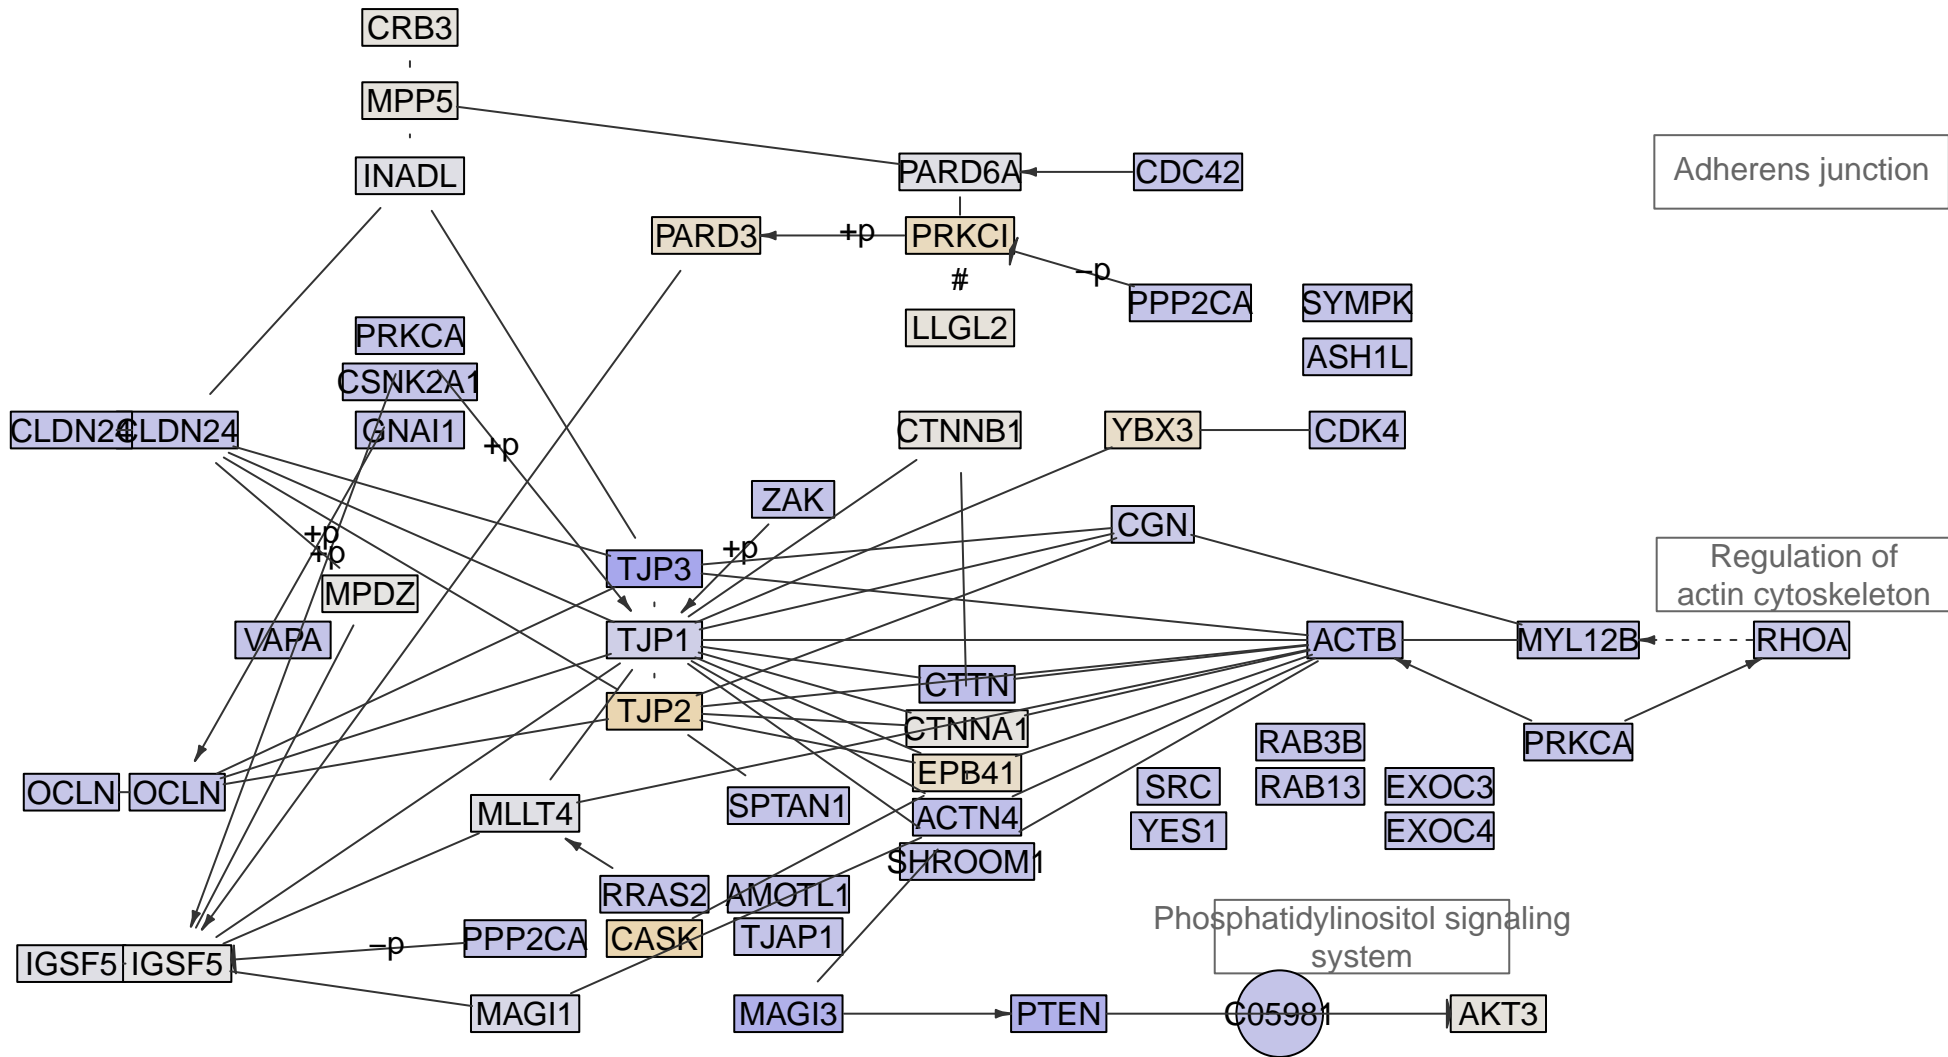 CRB3
MPP5
INADL
PARD6A
CDC42
Adherens junction
PARD3
+p
PRKCI
–p
#
PPP2CA
SYMPK
LLGL2
PRKCA
ASH1L
CSNK2A1
CLDN24
CLDN24
GNAI1
+p
CTNNB1
YBX3
CDK4
ZAK
CGN
+p
+p
+p
TJP3
Regulation of
actin cytoskeleton
MPDZ
VAPA
TJP1
ACTB
MYL12B
RHOA
CTTN
TJP2
CTNNA1
RAB3B
PRKCA
EPB41
OCLN
OCLN
SRC
RAB13
EXOC3
MLLT4
SPTAN1
ACTN4
YES1
EXOC4
SHROOM1
RRAS2
AMOTL1
Phosphatidylinositol signaling
system
–p
PPP2CA
CASK
TJAP1
IGSF5
IGSF5
MAGI1
MAGI3
PTEN
C05981
AKT3